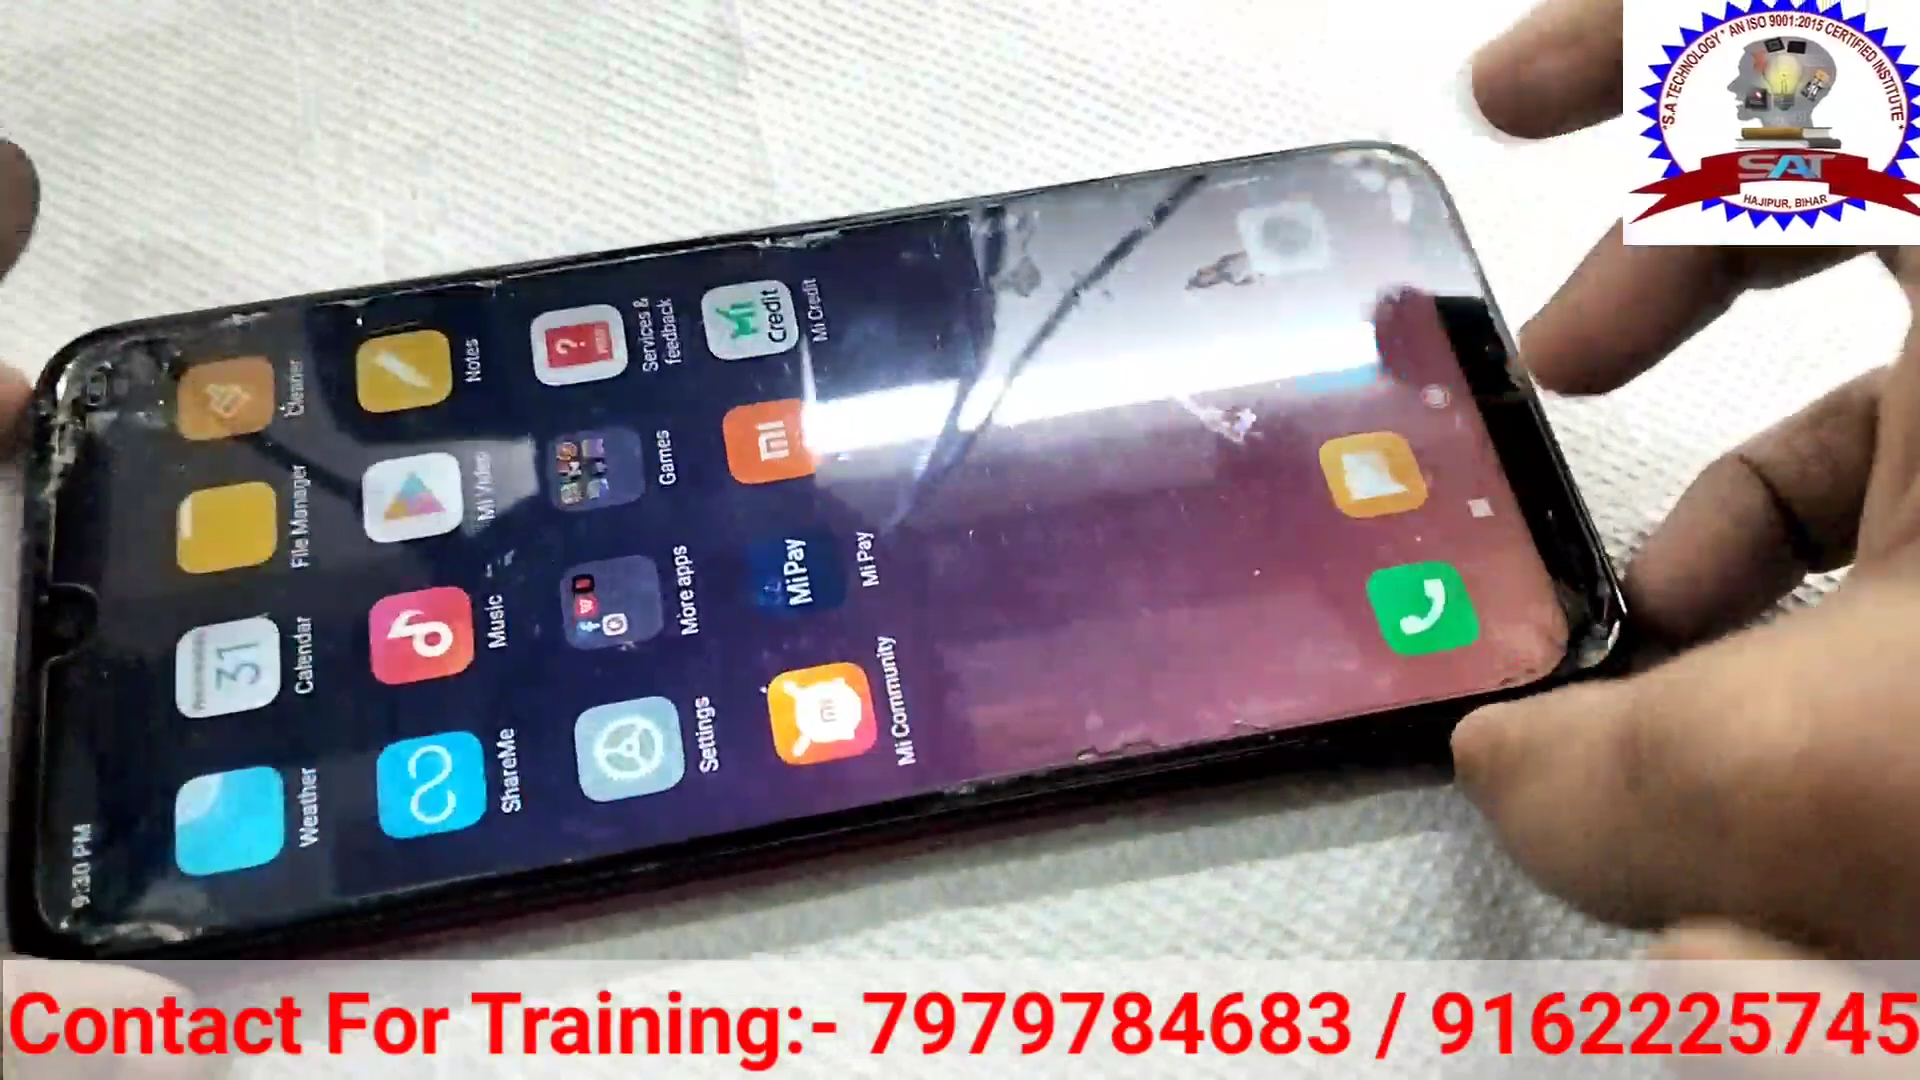 S.A TECHNOLOGY * AN ISO 9001:2015 CERTIFIED INSTITUTE *
SAT
HAJIPUR, BIHAR
9:30 PM
Weather
Calendar
31
File Manager
Cleaner
ShareMe
Music
Mi Video
Notes
Settings
More apps
Games
Services &
feedback
Mi Community
Mi Pay
Mi Pay
Mi
Credit
Mi Credit
Contact For Training:- 7979784683 / 9162225745